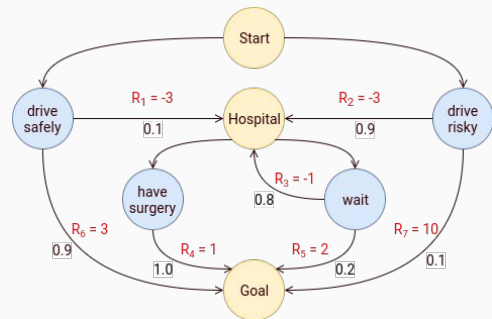 Start
R1 = -3
R2 = -3
drive
safely
Hospital
drive
risky
0.1
0.9
R3 = -1
have
surgery
0.8
wait
R6 = 3
R4 = 1
R5 = 2
R7 = 10
0.9
1.0
0.2
0.1
Goal